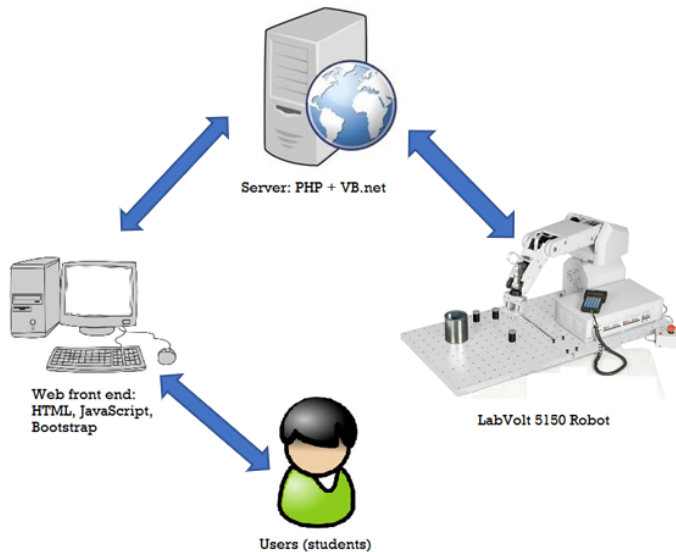 Server: PHP + VB.net
Web front end:
HTML, JavaScript,
Bootstrap
LabVolt 5150 Robot
Users (students)